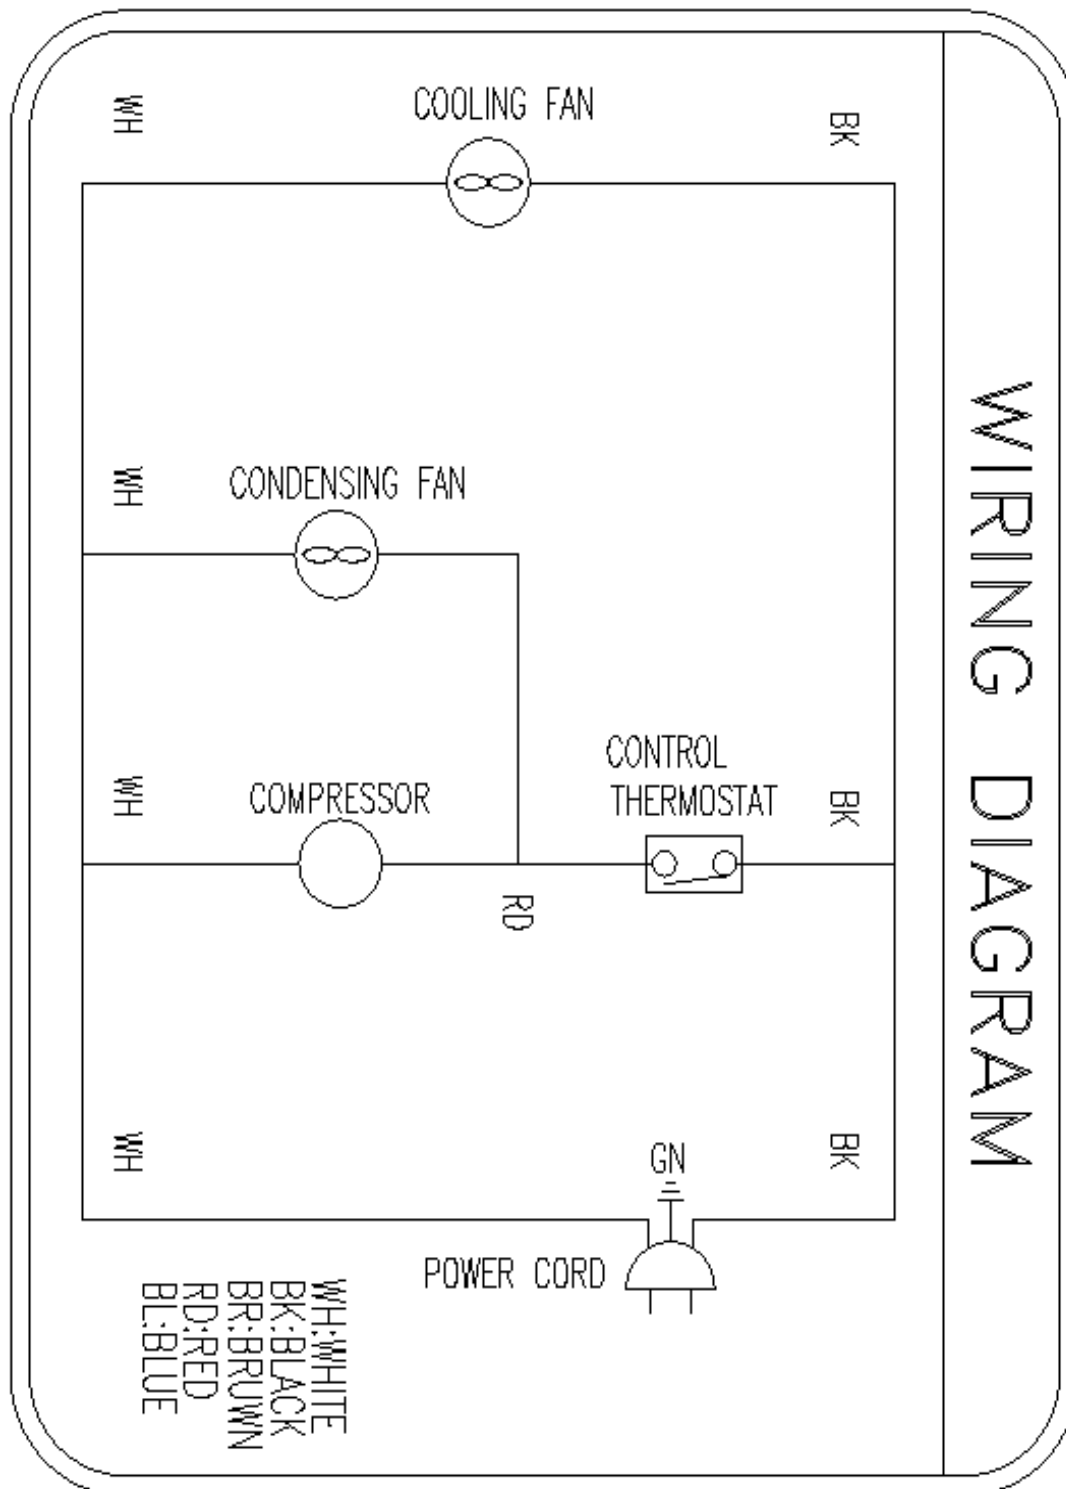 WIRING DIAGRAM
WH
COOLING FAN
BK
WH
CONDENSING FAN
CONTROL
THERMOSTAT
WH
COMPRESSOR
BK
RD
WH
GN
BK
POWER CORD
WH:WHITE
BK:BLACK
BR:BRUWN
RD:RED
BL:BLUE